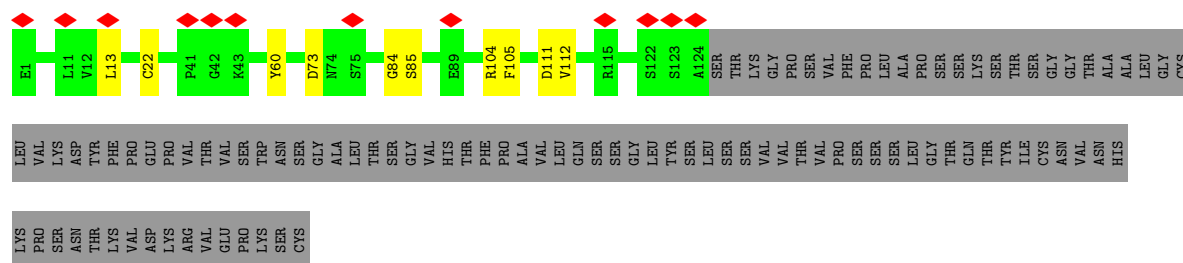 E1 L11 V12 L13 C22 P41 G42 K43 Y60 D73 N74 S75 G84 S85 E89 R104 F105 D111 V112 R115 S122 S123 A124 SER THR LYS GLY PRO SER VAL PHE PRO LEU ALA PRO SER SER LYS SER THR SER GLY GLY THR ALA ALA LEU GLY CYS
LEU VAL LYS ASP TYR PHE PRO GLU PRO VAL THR VAL SER TRP ASN SER GLY ALA LEU THR SER GLY VAL HIS THR PHE PRO ALA VAL LEU GLN SER SER GLY LEU TYR SER LEU SER SER VAL VAL THR VAL PRO SER SER SER LEU GLY THR GLN THR TYR ILE CYS ASN VAL ASN HIS
LYS PRO SER ASN THR LYS VAL ASP LYS ARG VAL GLU PRO LYS SER CYS